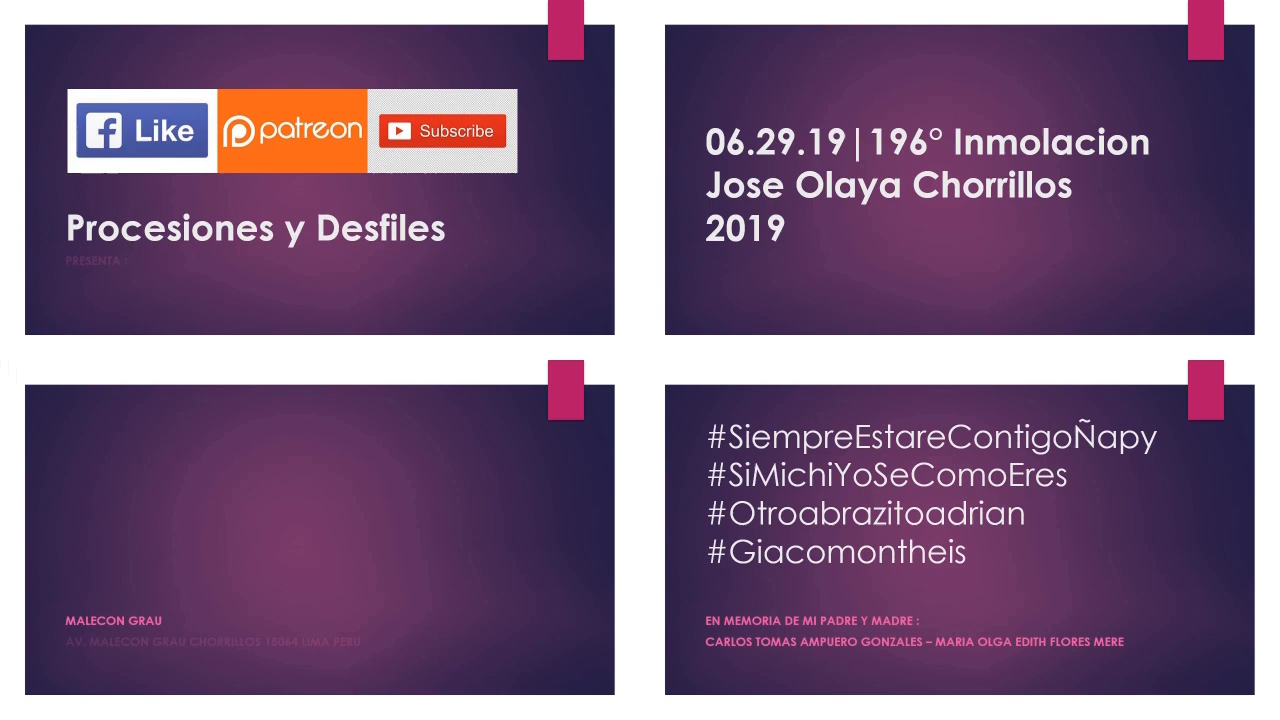 Like
patreon
Subscribe
Procesiones y Desfiles
PRESENTA :
06.29.19|196° Inmolacion
Jose Olaya Chorrillos
2019
MALECON GRAU
AV. MALECON GRAU CHORRILLOS 15064 LIMA PERU
#SiempreEstareContigoÑapy
#SiMichiYoSeComoEres
#Otroabrazitoadrian
#Giacomontheis
EN MEMORIA DE MI PADRE Y MADRE :
CARLOS TOMAS AMPUERO GONZALES – MARIA OLGA EDITH FLORES MERE